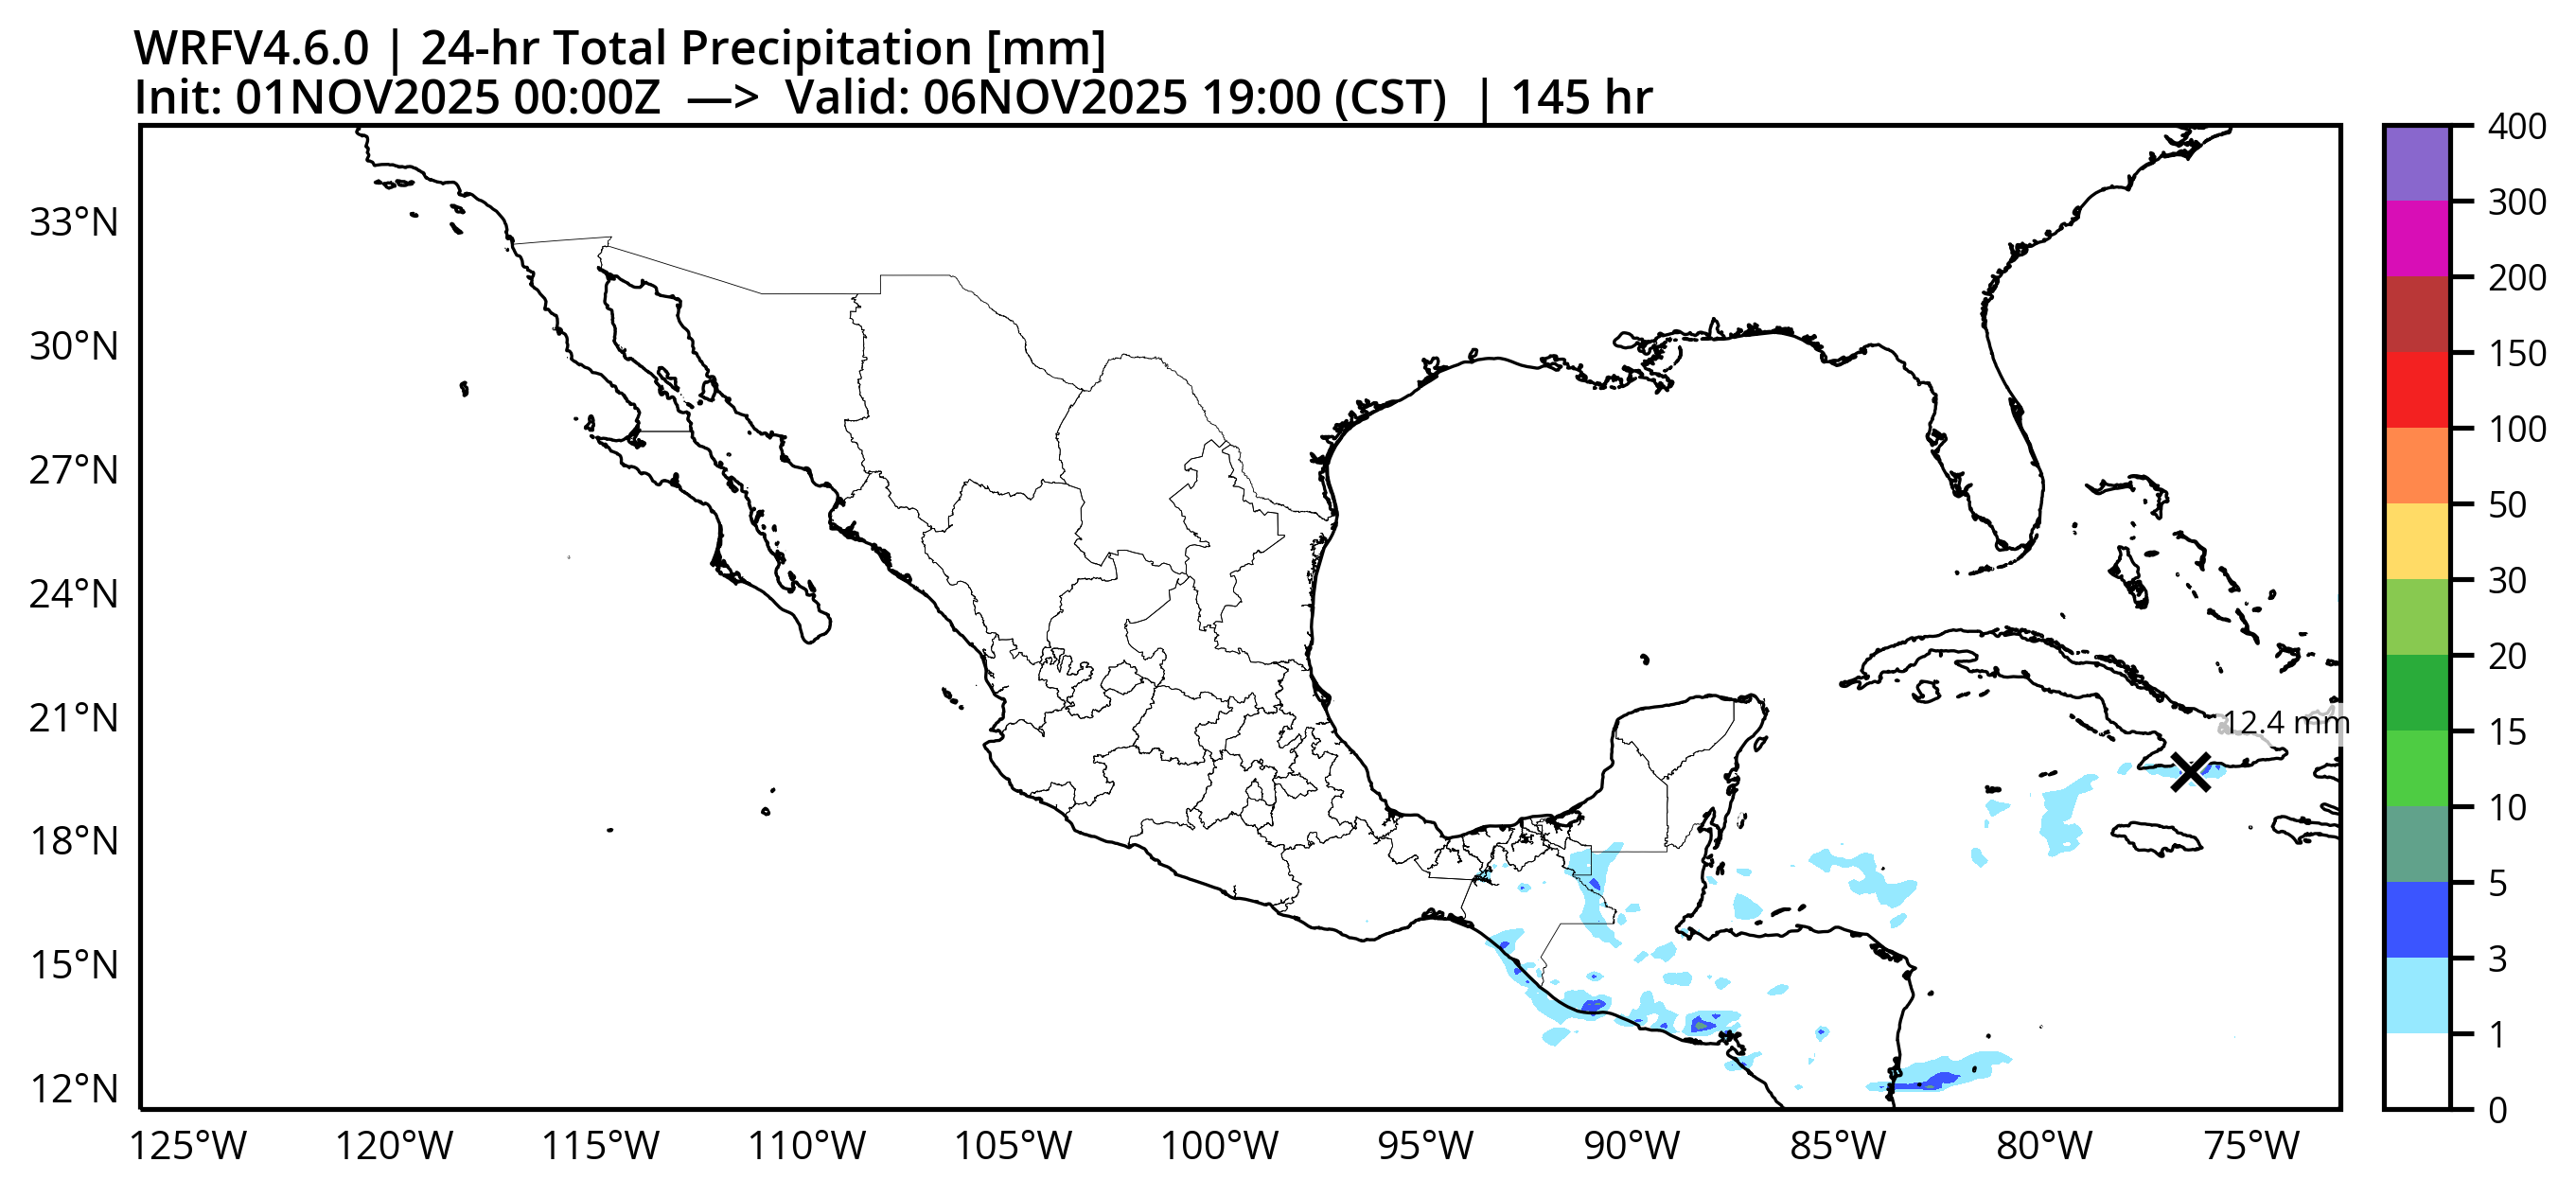 WRFV4.6.0 | 24-hr Total Precipitation [mm]
Init: 01NOV2025 00:00Z —> Valid: 06NOV2025 19:00 (CST) | 145 hr
33°N
30°N
27°N
24°N
21°N
18°N
15°N
12°N
12.4 mm
400
300
200
150
100
50
30
20
15
10
5
3
1
0
125°W 120°W 115°W 110°W 105°W 100°W 95°W 90°W 85°W 80°W 75°W